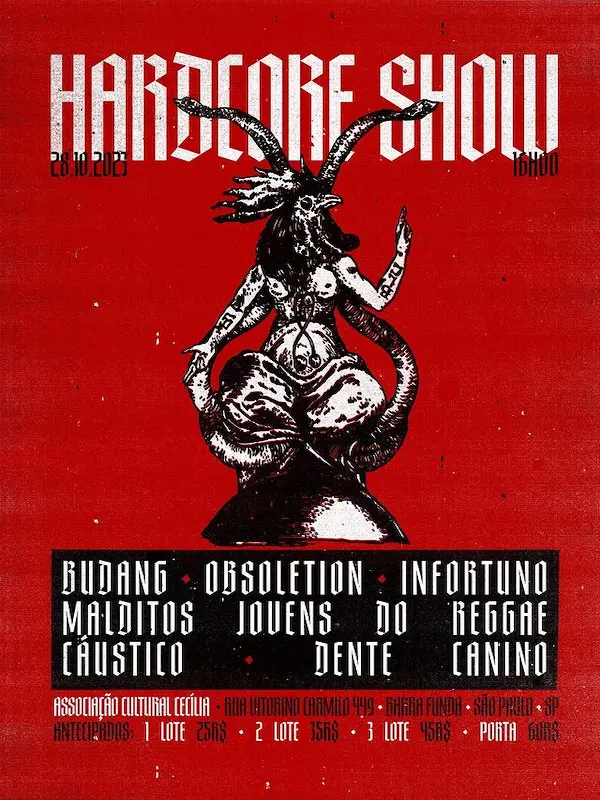 HARDCORE SHOW
28.10.2023 16H00
BUDANG • OBSOLETION • INFORTUNO
MALDITOS JOVENS DO REGGAE
CÁUSTICO • DENTE CANINO
ASSOCIAÇÃO CULTURAL CECÍLIA • RUA VITORINO CARMILO 449 • BARRA FUNDA • SÃO PAULO • SP
ANTECIPADOS: 1 LOTE 25R$ • 2 LOTE 35R$ • 3 LOTE 45R$ • PORTA 60R$